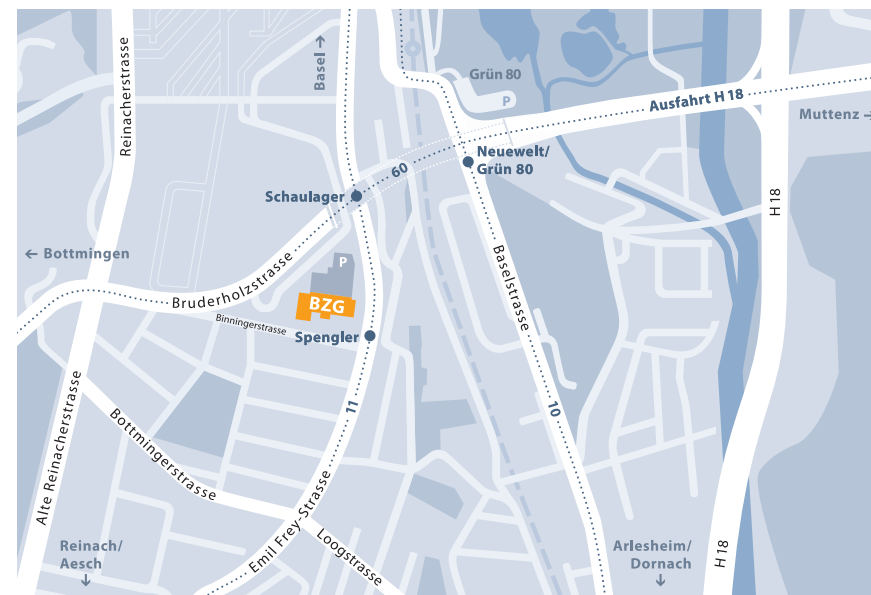 Basel →
Reinacherstrasse
Grün 80
P
Ausfahrt H 18
Muttenz →
Neuewelt/
Grün 80
60
Schaulager
H 18
← Bottmingen
P
Bruderholzstrasse
BZG
Baselstrasse
Binningerstrasse
Spengler
11
10
Alte Reinacherstrasse
Bottmingerstrasse
Emil Frey-Strasse
Loogstrasse
Reinach/
Aesch
↓
Arlesheim/
Dornach
↓
H 18